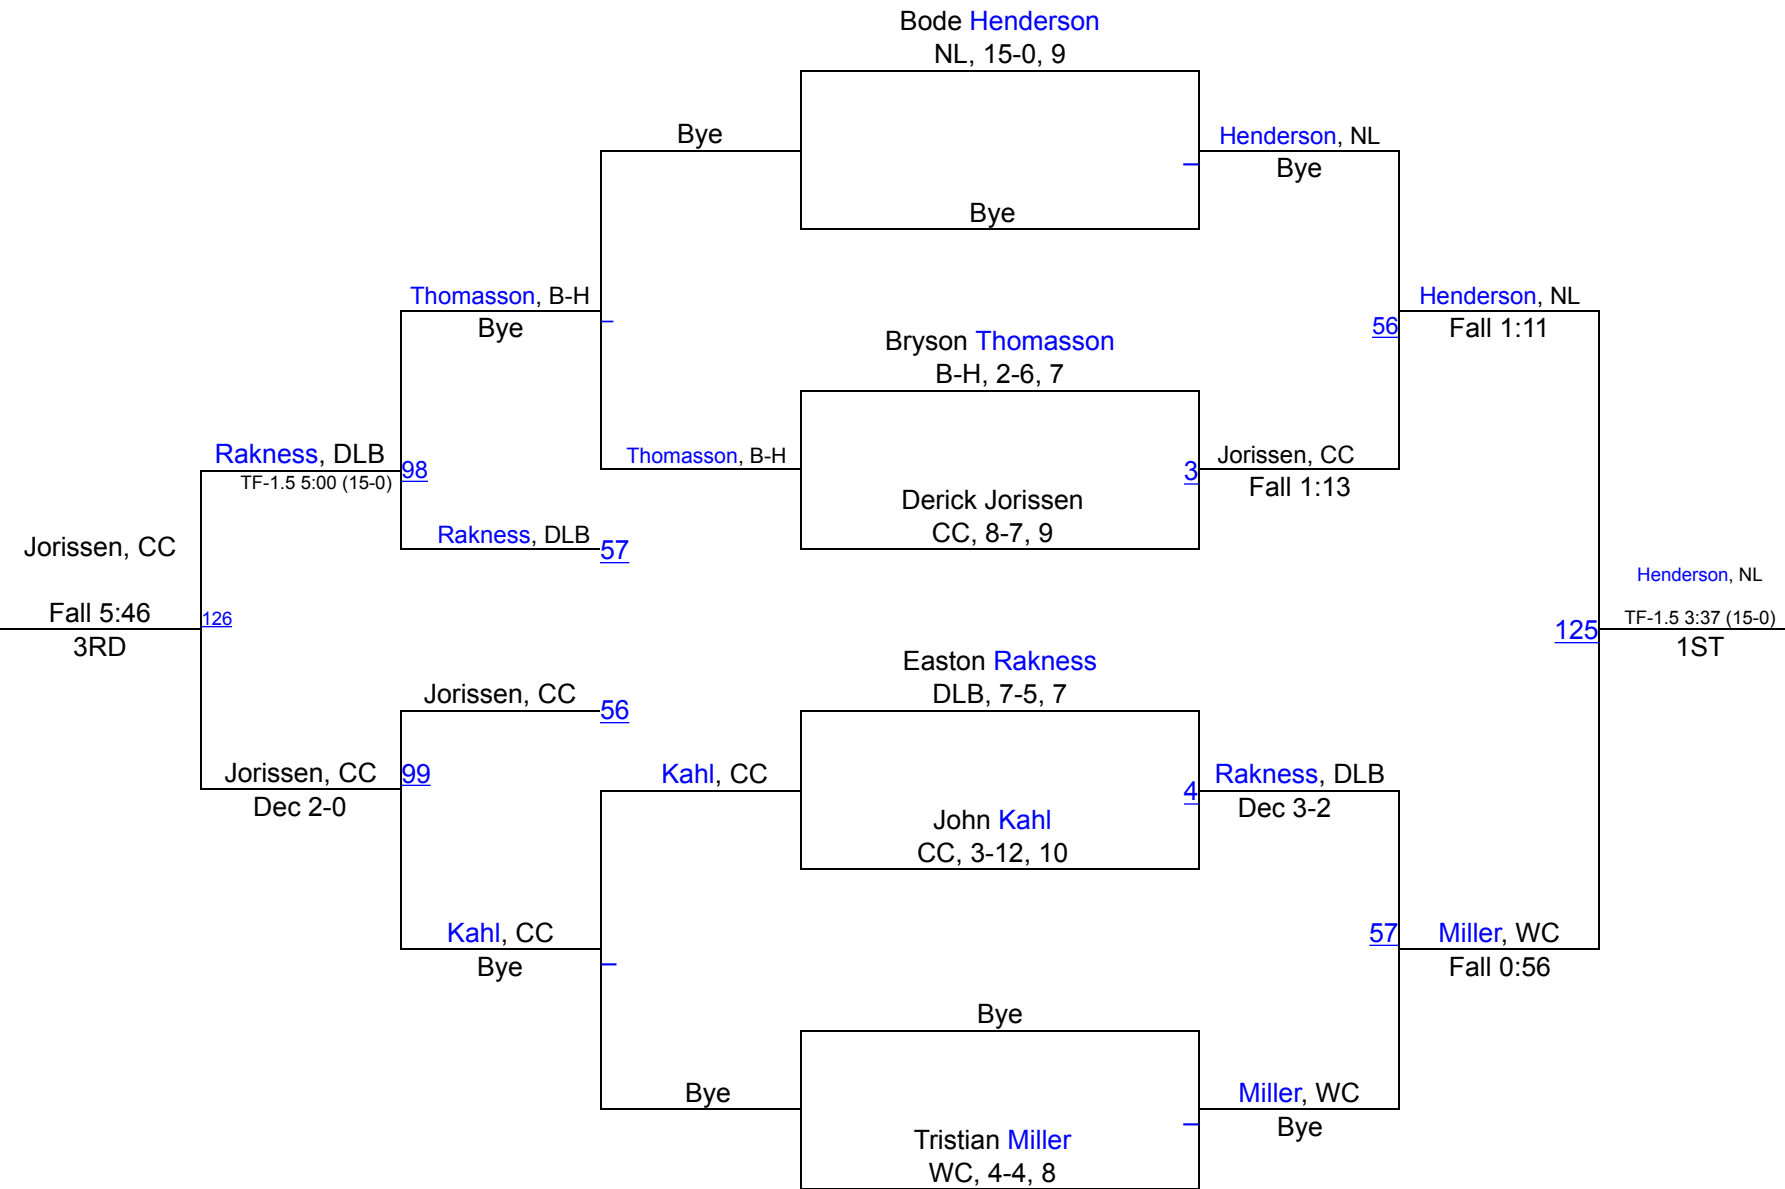 Bode Henderson
NL, 15-0, 9
Bye
Henderson, NL
Bye
Bye
Thomasson, B-H
Bye
Henderson, NL
56
Fall 1:11
Bryson Thomasson
B-H, 2-6, 7
Rakness, DLB
98
TF-1.5 5:00 (15-0)
Thomasson, B-H
3
Jorissen, CC
Fall 1:13
Derick Jorissen
CC, 8-7, 9
Rakness, DLB
57
Jorissen, CC
Fall 5:46
126
3RD
Henderson, NL
125
TF-1.5 3:37 (15-0)
1ST
Easton Rakness
DLB, 7-5, 7
Jorissen, CC
56
Jorissen, CC
99
Dec 2-0
Kahl, CC
4
Rakness, DLB
Dec 3-2
John Kahl
CC, 3-12, 10
Kahl, CC
Bye
57
Miller, WC
Fall 0:56
Bye
Bye
Miller, WC
Bye
Tristian Miller
WC, 4-4, 8